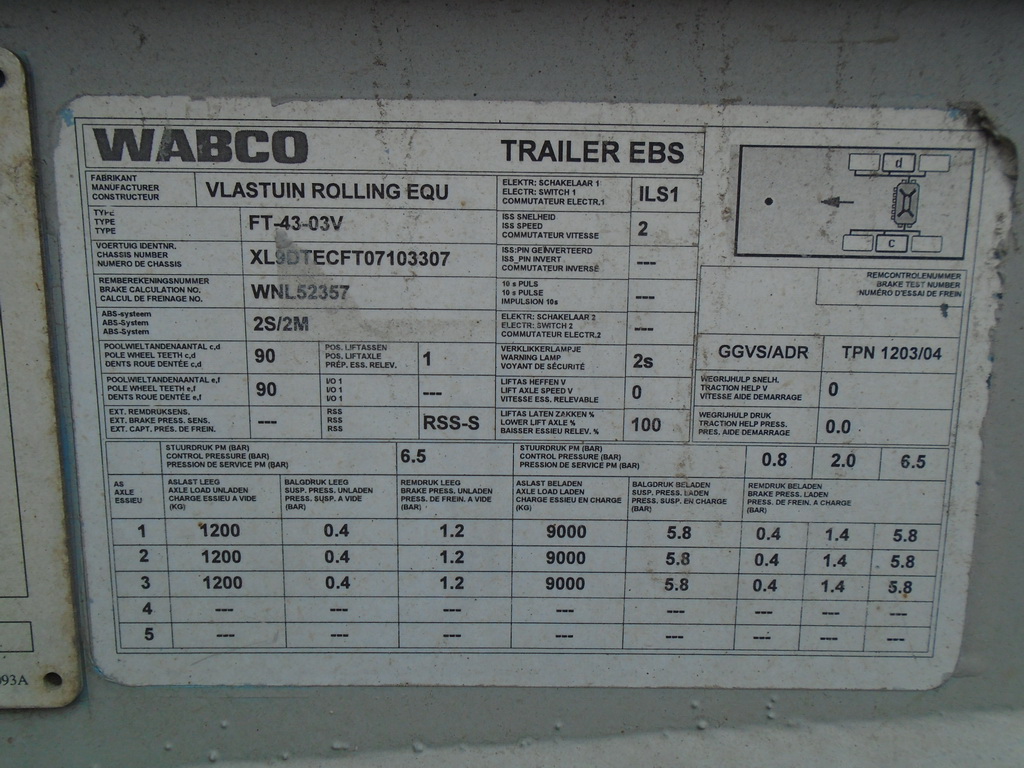 WABCO
TRAILER EBS
FABRIKANT
MANUFACTURER
CONSTRUCTEUR
VLASTUIN ROLLING EQU
ELEKTR: SCHAKELAAR 1
ELECTR: SWITCH 1
COMMUTATEUR ELECTR.1
ILS1
TYPE
TYPE
TYPE
FT-43-03V
ISS SNELHEID
ISS SPEED
COMMUTATEUR VITESSE
2
VOERTUIG IDENTNR.
CHASSIS NUMBER
NUMÉRO DE CHASSIS
XL9DTECFT07103307
ISS:PIN GEÏNVERTEERD
ISS_PIN INVERT
COMMUTATEUR INVERSÉ
---
REMBEREKENINGSNUMMER
BRAKE CALCULATION NO.
CALCUL DE FREINAGE NO.
WNL52357
10 s PULS
10 s PULSE
IMPULSION 10s
---
ABS-systeem
ABS-System
ABS-System
2S/2M
ELEKTR: SCHAKELAAR 2
ELECTR: SWITCH 2
COMMUTATEUR ELECTR.2
---
POOLWIELTANDENAANTAL c,d
POLE WHEEL TEETH c,d
DENTS ROUE DENTÉE c,d
90
POS. LIFTASSEN
POS. LIFTAXLE
PRÉP. ESS. RELEV.
1
VERKLIKKERLAMPJE
WARNING LAMP
VOYANT DE SÉCURITÉ
2s
POOLWIELTANDENAANTAL e,f
POLE WHEEL TEETH e,f
DENTS ROUE DENTÉE e,f
90
I/O 1
I/O 1
I/O 1
---
LIFTAS HEFFEN V
LIFT AXLE SPEED V
VITESSE ESS. RELEVABLE
0
EXT. REMDRUKSENS.
EXT. BRAKE PRESS. SENS.
EXT. CAPT. PRES. DE FREIN.
---
RSS
RSS
RSS
RSS-S
LIFTAS LATEN ZAKKEN %
LOWER LIFT AXLE %
BAISSER ESSIEU RELEV. %
100
d
c
REMCONTROLENUMMER
BRAKE TEST NUMBER
NUMÉRO D'ESSAI DE FREIN
GGVS/ADR
TPN 1203/04
WEGRIJHULP SNELH.
TRACTION HELP V
VITESSE AIDE DEMARRAGE
0
WEGRIJHULP DRUK
TRACTION HELP PRESS.
PRES. AIDE DEMARRAGE
0.0
STUURDRUK PM (BAR)
CONTROL PRESSURE (BAR)
PRESSION DE SERVICE PM (BAR)
6.5
STUURDRUK PM (BAR)
CONTROL PRESSURE (BAR)
PRESSION DE SERVICE PM (BAR)
0.8 2.0 6.5
AS
AXLE
ESSIEU
ASLAST LEEG
AXLE LOAD UNLADEN
CHARGE ESSIEU A VIDE
(KG)
BALGDRUK LEEG
SUSP. PRESS. UNLADEN
PRESS. SUSP. A VIDE
(BAR)
REMDRUK LEEG
BRAKE PRESS. UNLADEN
PRESS. DE FREIN. A VIDE
(BAR)
ASLAST BELADEN
AXLE LOAD LADEN
CHARGE ESSIEU EN CHARGE
(KG)
BALGDRUK BELADEN
SUSP. PRESS. LADEN
PRESS. SUSP. EN CHARGE
(BAR)
REMDRUK BELADEN
BRAKE PRESS. LADEN
PRESS. DE FREIN. A CHARGE
(BAR)
1 1200 0.4 1.2 9000 5.8 0.4 1.4 5.8
2 1200 0.4 1.2 9000 5.8 0.4 1.4 5.8
3 1200 0.4 1.2 9000 5.8 0.4 1.4 5.8
4 --- --- --- --- --- --- --- ---
5 --- --- --- --- --- --- --- ---
093A